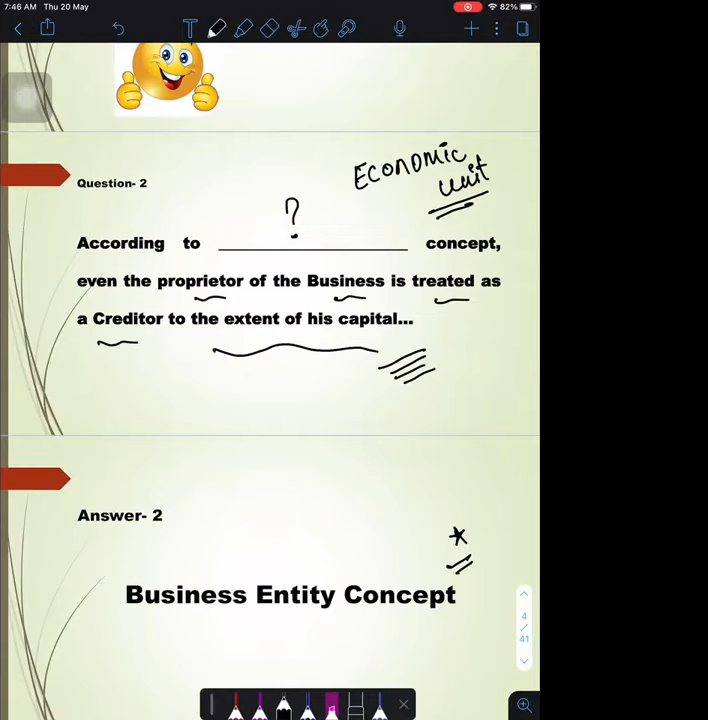 7:46 AM Thu 20 May
82%
Economic
unit
Question- 2
?
According to ______________ concept,
even the proprietor of the Business is treated as
a Creditor to the extent of his capital...
Answer- 2
Business Entity Concept
4
/
41